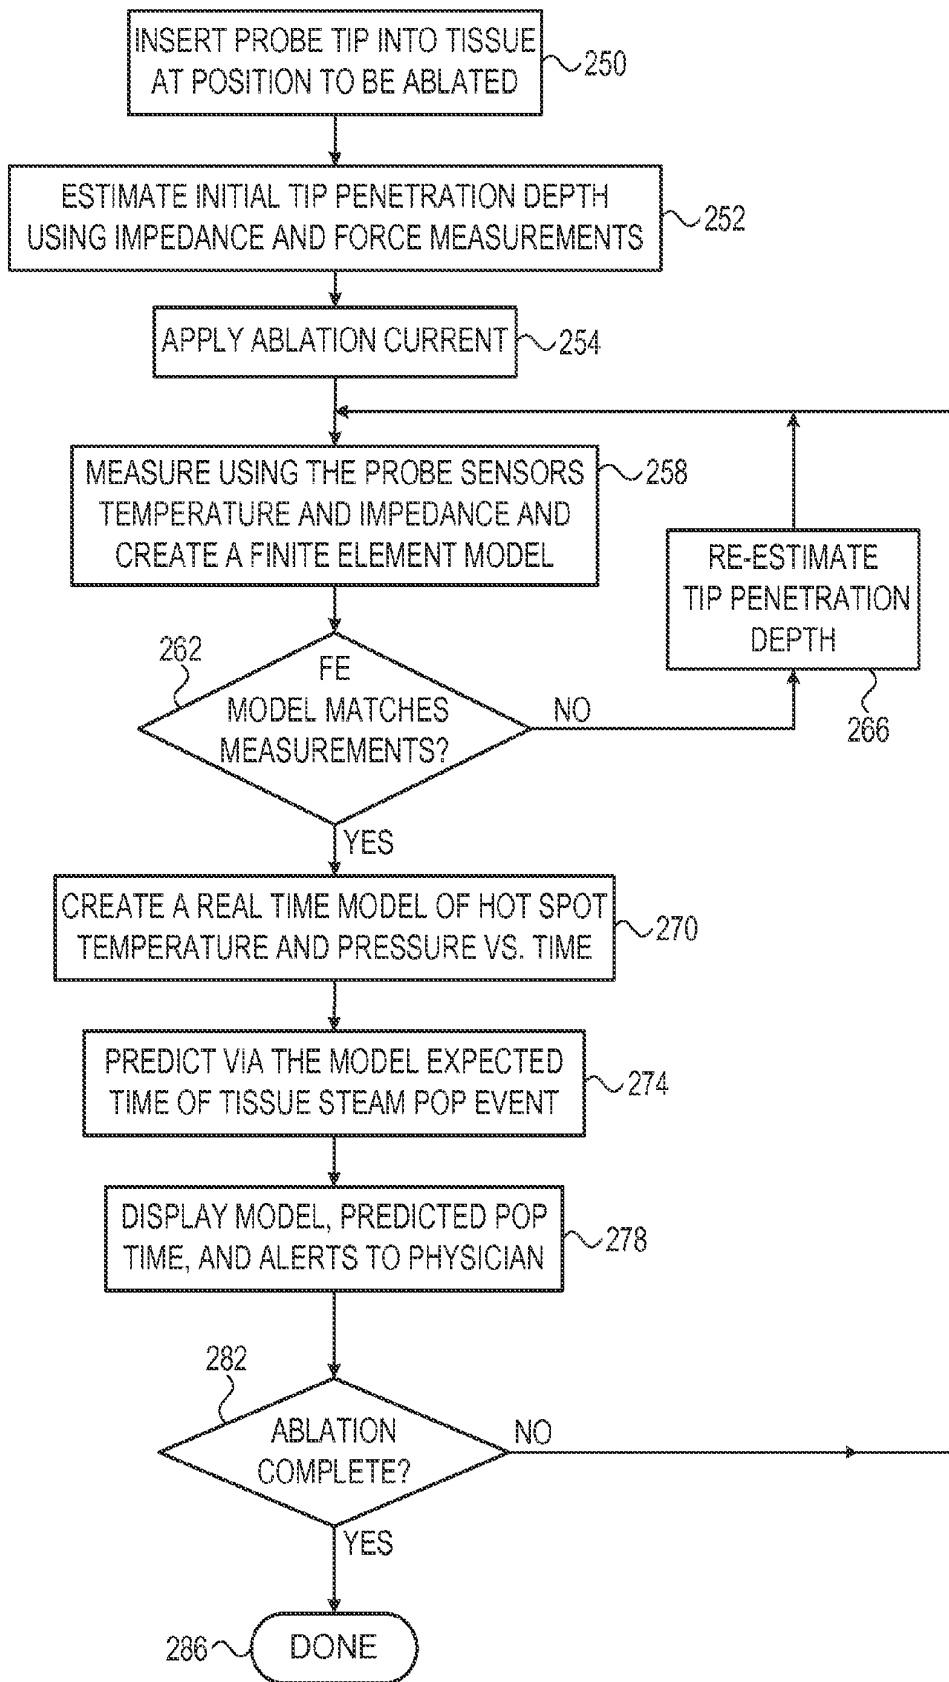 INSERT PROBE TIP INTO TISSUE
AT POSITION TO BE ABLATED
250
ESTIMATE INITIAL TIP PENETRATION DEPTH
USING IMPEDANCE AND FORCE MEASUREMENTS
252
APPLY ABLATION CURRENT
254
MEASURE USING THE PROBE SENSORS
TEMPERATURE AND IMPEDANCE AND
CREATE A FINITE ELEMENT MODEL
258
RE-ESTIMATE
TIP PENETRATION
DEPTH
266
262
FE
MODEL MATCHES
MEASUREMENTS?
NO
YES
CREATE A REAL TIME MODEL OF HOT SPOT
TEMPERATURE AND PRESSURE VS. TIME
270
PREDICT VIA THE MODEL EXPECTED
TIME OF TISSUE STEAM POP EVENT
274
DISPLAY MODEL, PREDICTED POP
TIME, AND ALERTS TO PHYSICIAN
278
282
ABLATION
COMPLETE?
NO
YES
286
DONE